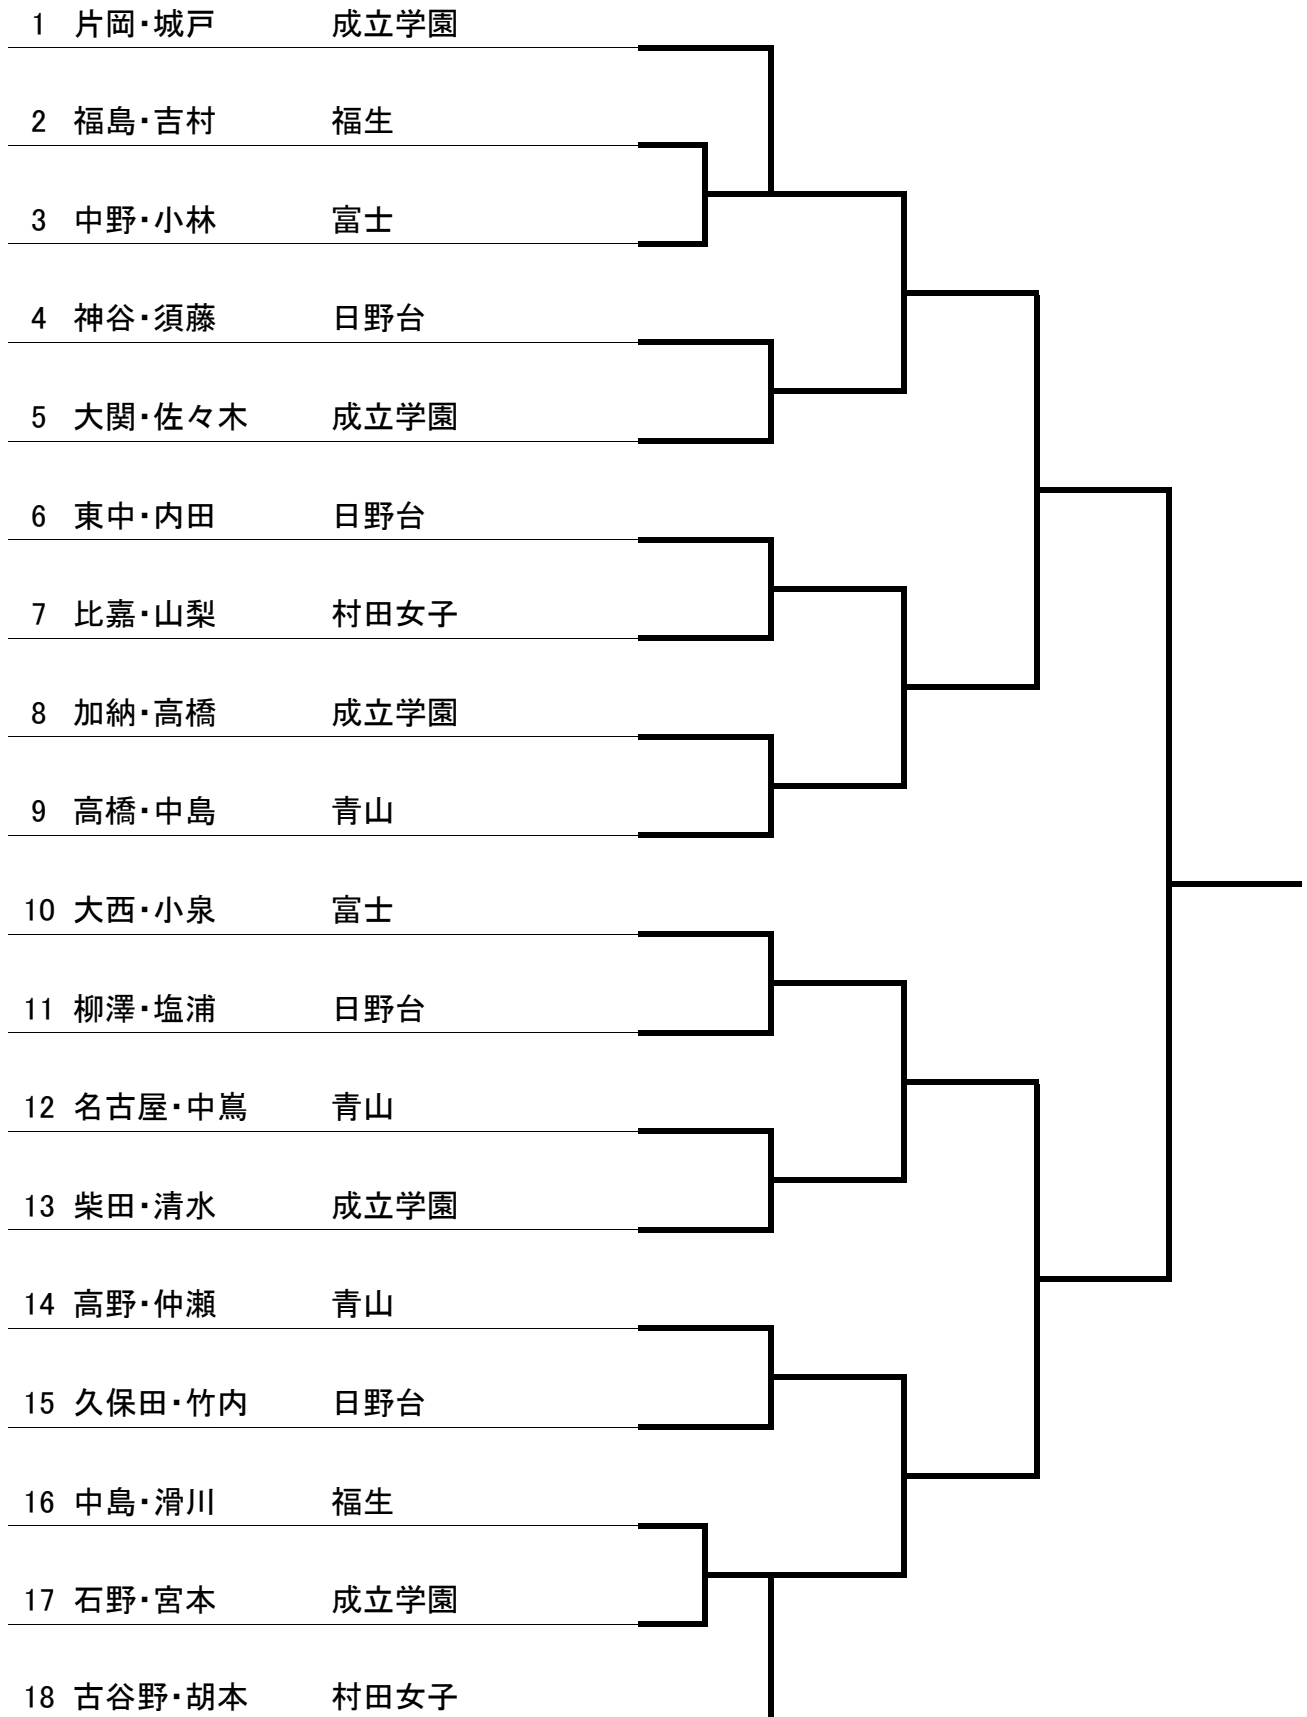 1 片岡・城戸 成立学園
2 福島・吉村 福生
3 中野・小林 富士
4 神谷・須藤 日野台
5 大関・佐々木 成立学園
6 東中・内田 日野台
7 比嘉・山梨 村田女子
8 加納・高橋 成立学園
9 高橋・中島 青山
10 大西・小泉 富士
11 柳澤・塩浦 日野台
12 名古屋・中嶌 青山
13 柴田・清水 成立学園
14 高野・仲瀬 青山
15 久保田・竹内 日野台
16 中島・滑川 福生
17 石野・宮本 成立学園
18 古谷野・胡本 村田女子